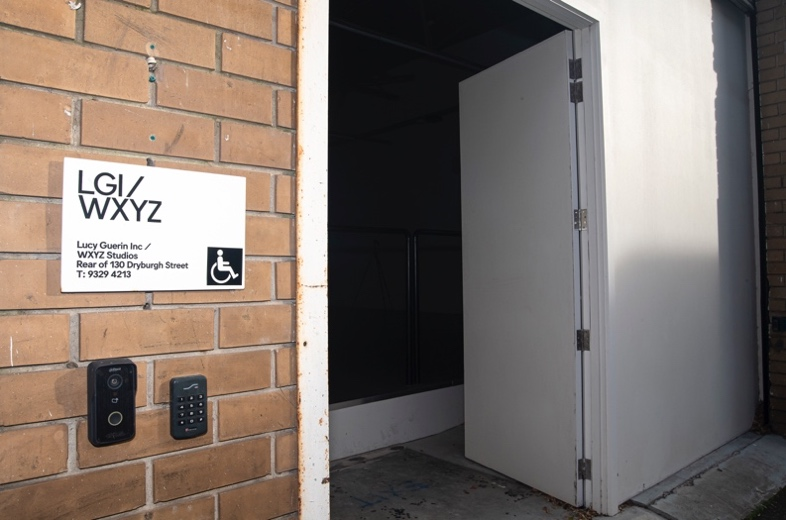 LGI/
WXYZ
Lucy Guerin Inc /
WXYZ Studios
Rear of 130 Dryburgh Street
T: 9329 4213